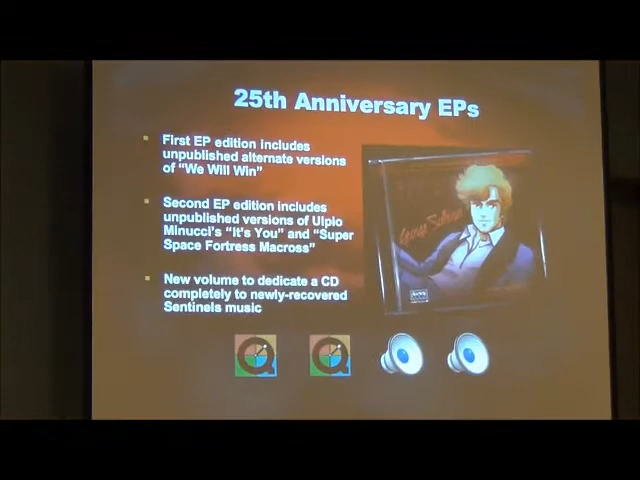 25th Anniversary EPs
First EP edition includes
unpublished alternate versions
of "We Will Win"
Second EP edition includes
unpublished versions of Ulpio
Minucci's "It's You" and "Super
Space Fortress Macross"
New volume to dedicate a CD
completely to newly-recovered
Sentinels music